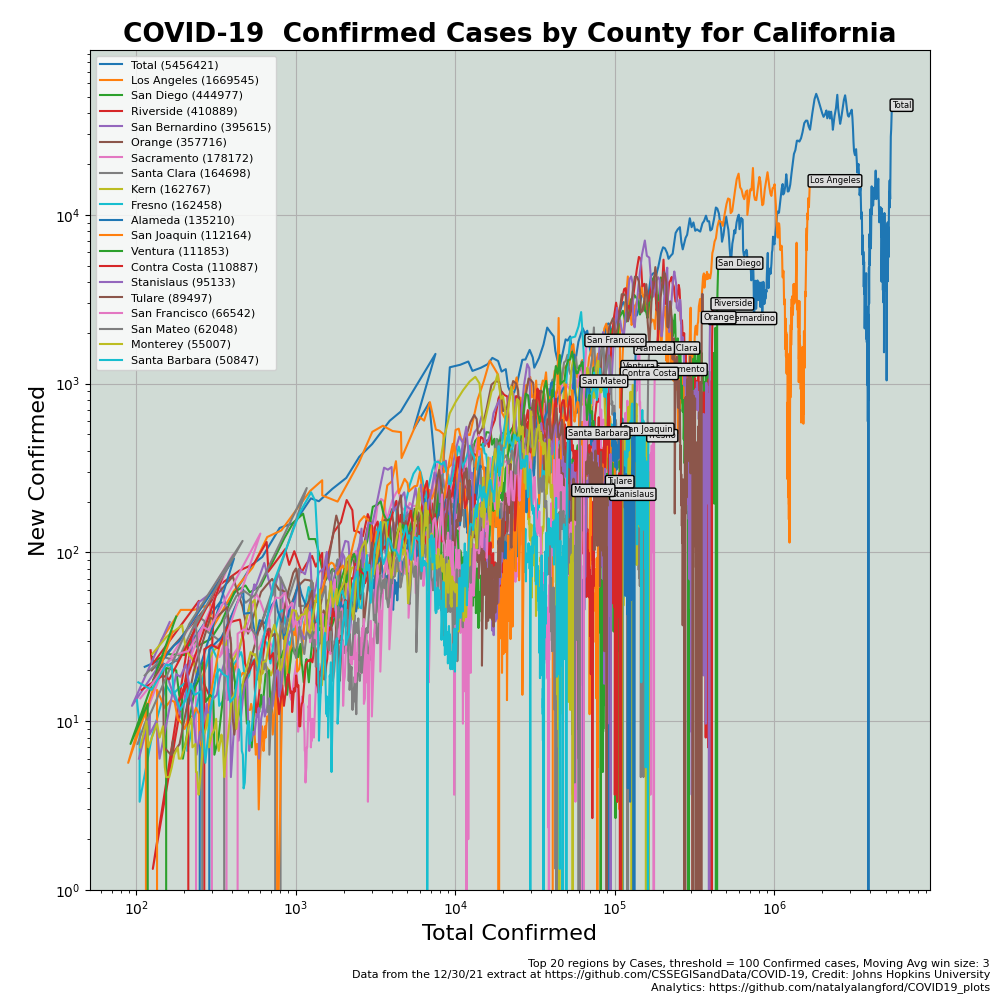 COVID-19  Confirmed Cases by County for California
Total (5456421)
Los Angeles (1669545)
San Diego (444977)
Riverside (410889)
San Bernardino (395615)
Orange (357716)
Sacramento (178172)
Santa Clara (164698)
Kern (162767)
Fresno (162458)
Alameda (135210)
San Joaquin (112164)
Ventura (111853)
Contra Costa (110887)
Stanislaus (95133)
Tulare (89497)
San Francisco (66542)
San Mateo (62048)
Monterey (55007)
Santa Barbara (50847)
Total
Los Angeles
San Diego
Riverside
Orange
ernardino
San Francisco
Alameda
Clara
Ventura
mento
Contra Costa
San Mateo
Santa Barbara
San Joaquin
Fresno
Tulare
Monterey
Stanislaus
New Confirmed
10⁴
10³
10²
10¹
10⁰
10² 10³ 10⁴ 10⁵ 10⁶
Total Confirmed
Top 20 regions by Cases, threshold = 100 Confirmed cases, Moving Avg win size: 3
Data from the 12/30/21 extract at https://github.com/CSSEGISandData/COVID-19, Credit: Johns Hopkins University
Analytics: https://github.com/natalyalangford/COVID19_plots